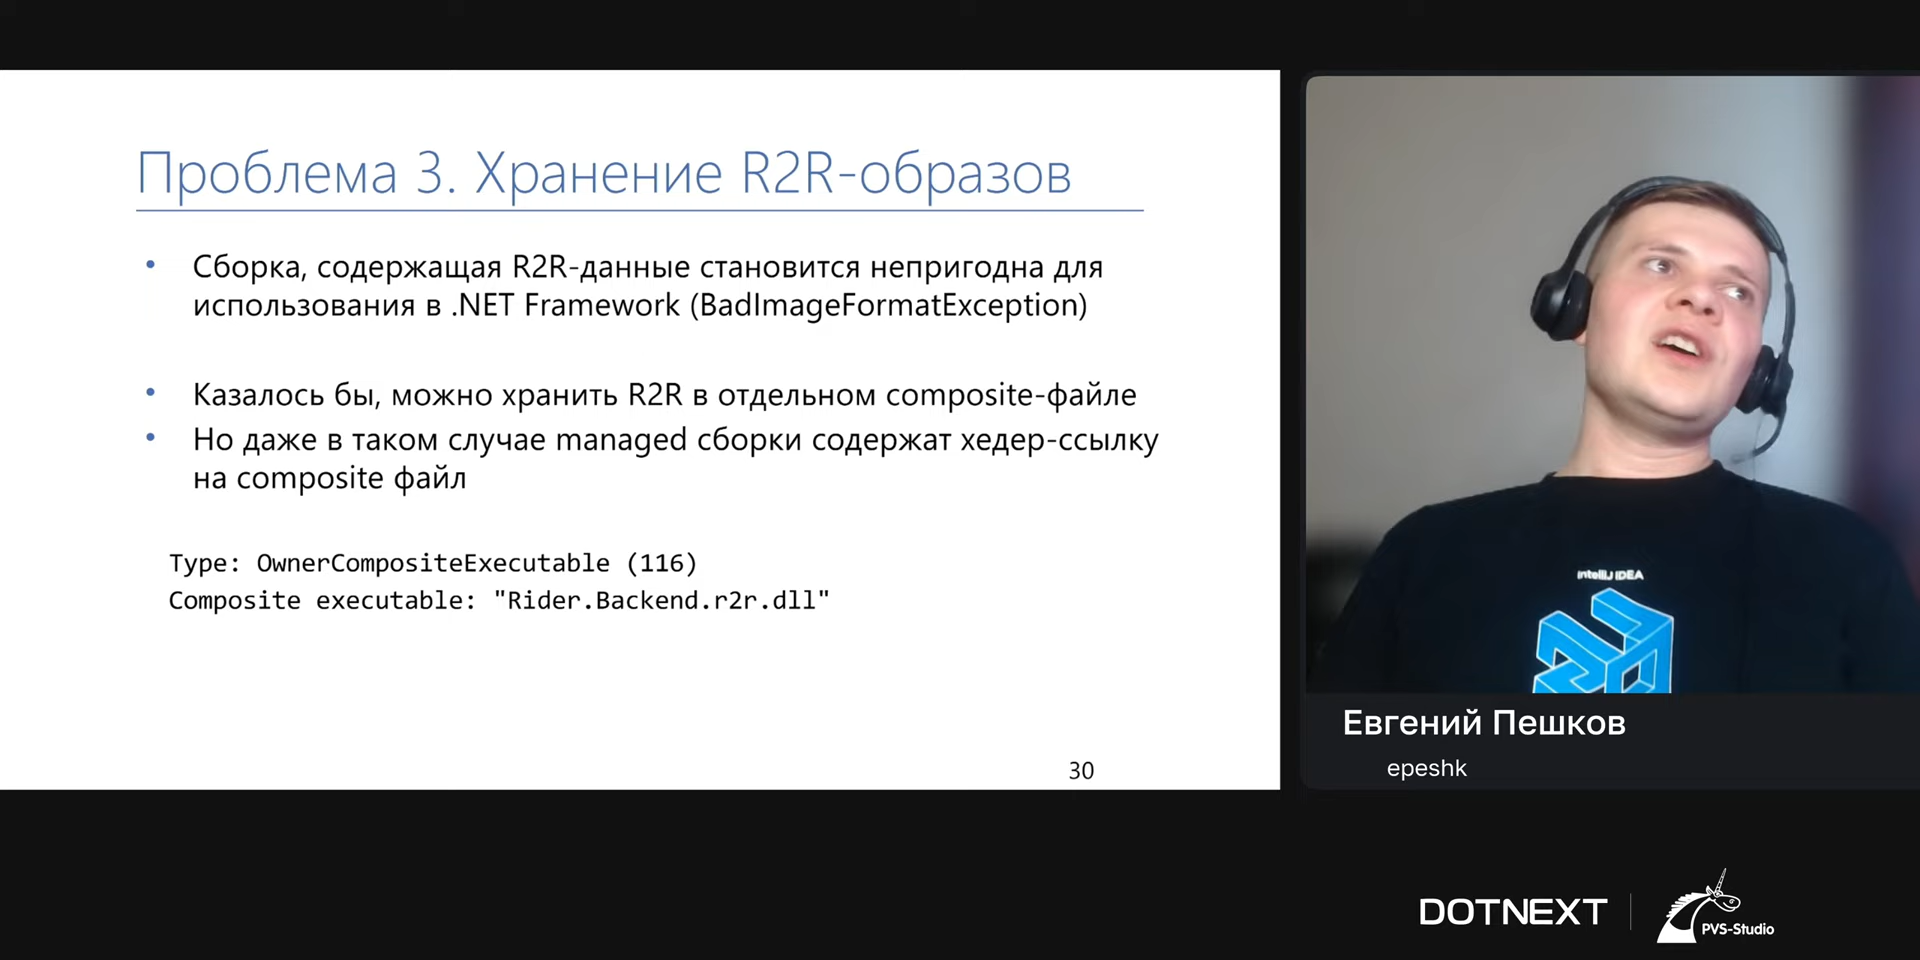 Проблема 3. Хранение R2R-образов
• Сборка, содержащая R2R-данные становится непригодна для
использования в .NET Framework (BadImageFormatException)
• Казалось бы, можно хранить R2R в отдельном composite-файле
• Но даже в таком случае managed сборки содержат хедер-ссылку
на composite файл
Type: OwnerCompositeExecutable (116)
Composite executable: "Rider.Backend.r2r.dll"
30
IntelliJ IDEA
Евгений Пешков
epeshk
DOTNEXT
PVS-Studio